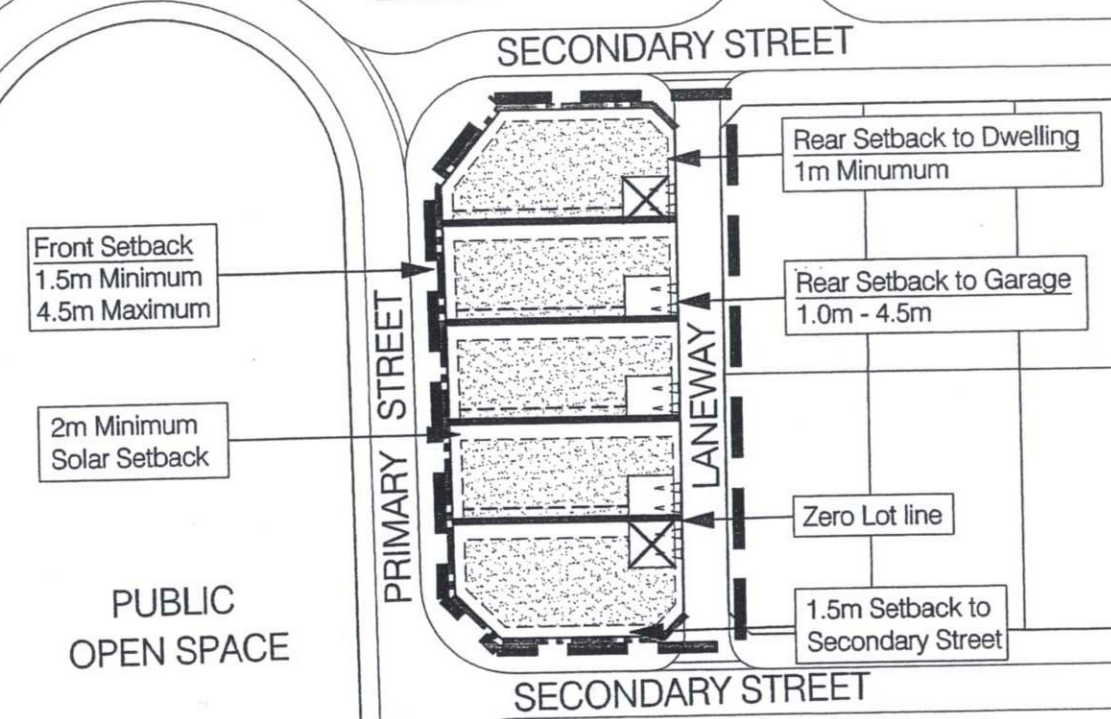 SECONDARY STREET
Rear Setback to Dwelling
1m Minumum
Front Setback
1.5m Minimum
4.5m Maximum
Rear Setback to Garage
1.0m - 4.5m
PRIMARY STREET
LANEWAY
2m Minimum
Solar Setback
Zero Lot line
PUBLIC
OPEN SPACE
1.5m Setback to
Secondary Street
SECONDARY STREET